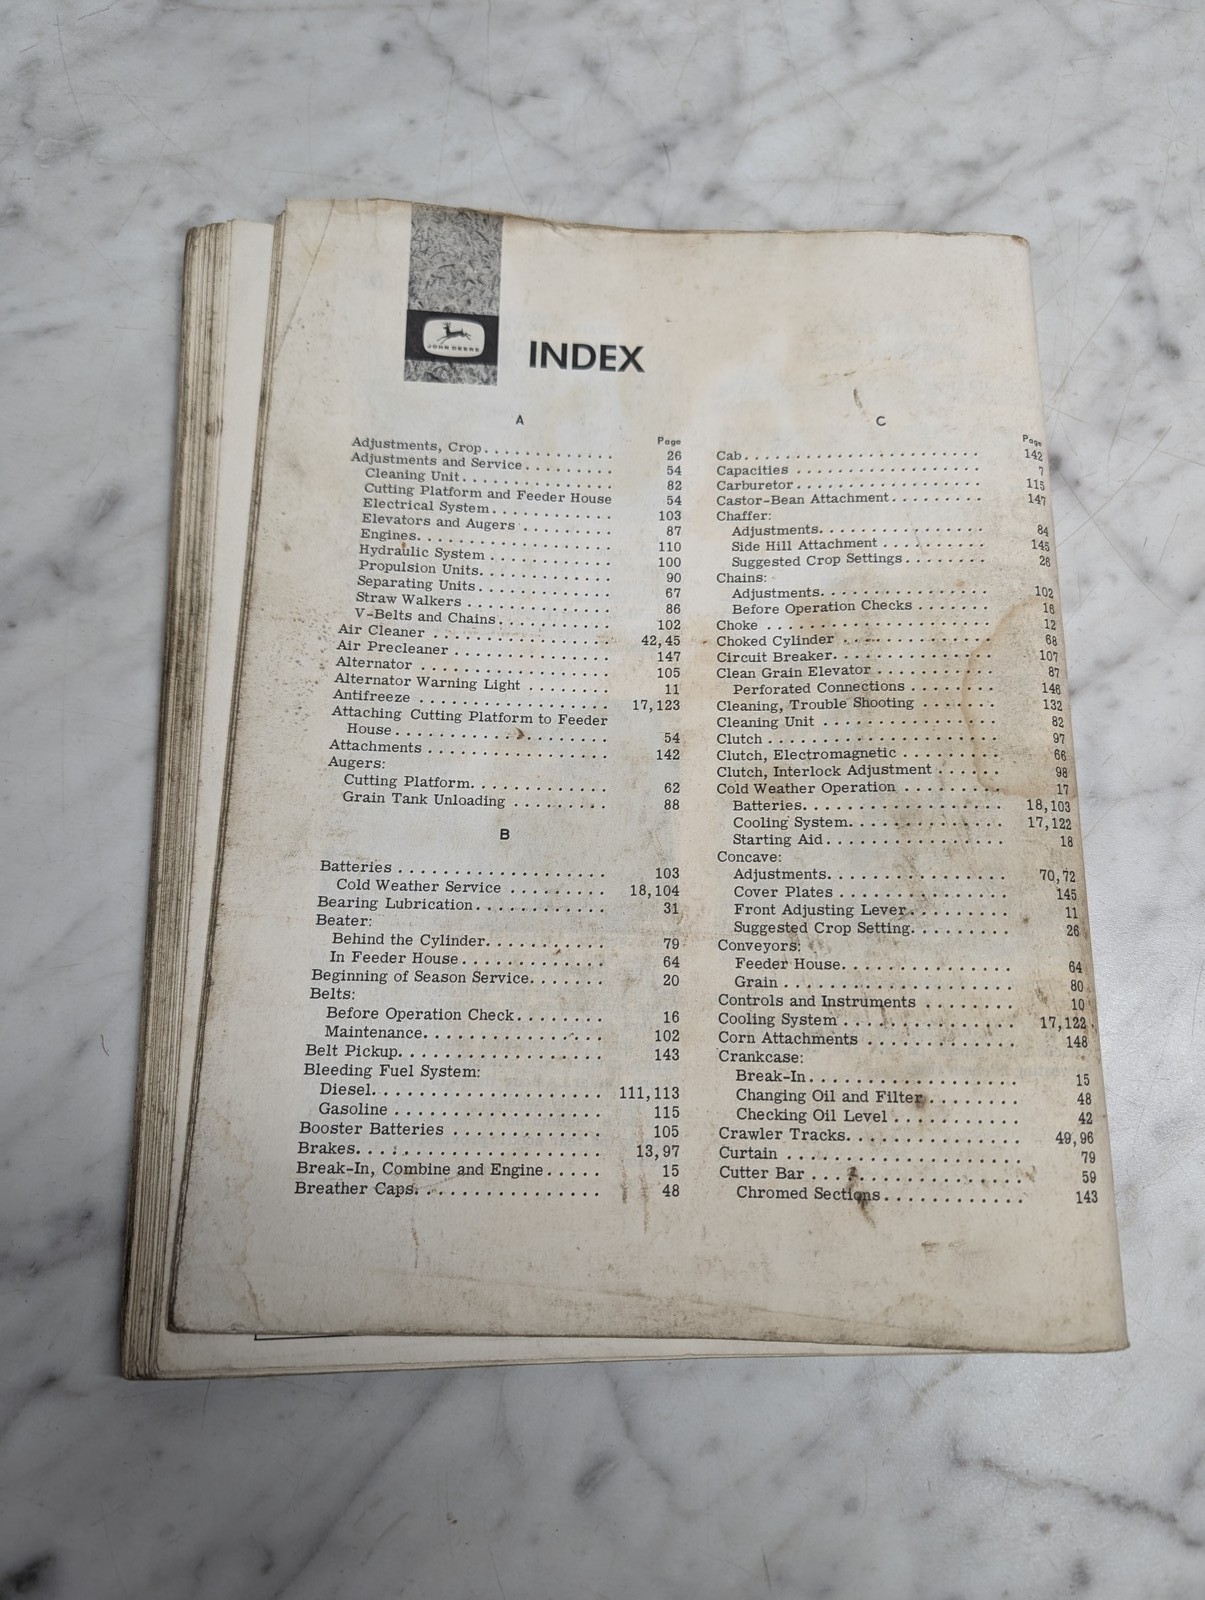 JOHN DEERE
INDEX
A
Page
Adjustments, Crop . . . . . . . . . . . . . 26
Adjustments and Service . . . . . . . . . 54
Cleaning Unit . . . . . . . . . . . . . . 82
Cutting Platform and Feeder House 54
Electrical System . . . . . . . . . . . . 103
Elevators and Augers . . . . . . . . . 87
Engines . . . . . . . . . . . . . . . . . . 110
Hydraulic System . . . . . . . . . . . . 100
Propulsion Units . . . . . . . . . . . . . 90
Separating Units . . . . . . . . . . . . . 67
Straw Walkers . . . . . . . . . . . . . . 86
V-Belts and Chains . . . . . . . . . . . 102
Air Cleaner . . . . . . . . . . . . . . . . . 42,45
Air Precleaner . . . . . . . . . . . . . . . 147
Alternator . . . . . . . . . . . . . . . . . . 105
Alternator Warning Light . . . . . . . . 11
Antifreeze . . . . . . . . . . . . . . . . . . 17,123
Attaching Cutting Platform to Feeder
House . . . . . . . . . . . . . . . . . . . . 54
Attachments . . . . . . . . . . . . . . . . . 142
Augers:
Cutting Platform . . . . . . . . . . . . . 62
Grain Tank Unloading . . . . . . . . . 88
B
Batteries . . . . . . . . . . . . . . . . . . . 103
Cold Weather Service . . . . . . . . . 18,104
Bearing Lubrication . . . . . . . . . . . . 31
Beater:
Behind the Cylinder . . . . . . . . . . . 79
In Feeder House . . . . . . . . . . . . . 64
Beginning of Season Service . . . . . . . 20
Belts:
Before Operation Check . . . . . . . . 16
Maintenance . . . . . . . . . . . . . . . . 102
Belt Pickup . . . . . . . . . . . . . . . . . . 143
Bleeding Fuel System:
Diesel . . . . . . . . . . . . . . . . . . . . 111,113
Gasoline . . . . . . . . . . . . . . . . . . 115
Booster Batteries . . . . . . . . . . . . . 105
Brakes . . . . . . . . . . . . . . . . . . . . . 13,97
Break-In, Combine and Engine . . . . . 15
Breather Caps . . . . . . . . . . . . . . . . 48
C
Page
Cab . . . . . . . . . . . . . . . . . . . . . . . 142
Capacities . . . . . . . . . . . . . . . . . . 7
Carburetor . . . . . . . . . . . . . . . . . . 115
Castor-Bean Attachment . . . . . . . . . 147
Chaffer:
Adjustments . . . . . . . . . . . . . . . . 84
Side Hill Attachment . . . . . . . . . . 145
Suggested Crop Settings . . . . . . . . 26
Chains:
Adjustments . . . . . . . . . . . . . . . . 102
Before Operation Checks . . . . . . . 16
Choke . . . . . . . . . . . . . . . . . . . . . 12
Choked Cylinder . . . . . . . . . . . . . . 68
Circuit Breaker . . . . . . . . . . . . . . . 107
Clean Grain Elevator . . . . . . . . . . . 87
Perforated Connections . . . . . . . . 146
Cleaning, Trouble Shooting . . . . . . . 132
Cleaning Unit . . . . . . . . . . . . . . . . 82
Clutch . . . . . . . . . . . . . . . . . . . . . 97
Clutch, Electromagnetic . . . . . . . . . 66
Clutch, Interlock Adjustment . . . . . . 98
Cold Weather Operation . . . . . . . . . 17
Batteries . . . . . . . . . . . . . . . . . . 18,103
Cooling System . . . . . . . . . . . . . . 17,122
Starting Aid . . . . . . . . . . . . . . . . 18
Concave:
Adjustments . . . . . . . . . . . . . . . . 70,72
Cover Plates . . . . . . . . . . . . . . . 145
Front Adjusting Lever . . . . . . . . . 11
Suggested Crop Setting . . . . . . . . . 26
Conveyors:
Feeder House . . . . . . . . . . . . . . . 64
Grain . . . . . . . . . . . . . . . . . . . . 80
Controls and Instruments . . . . . . . . 10
Cooling System . . . . . . . . . . . . . . . 17,122
Corn Attachments . . . . . . . . . . . . . 148
Crankcase:
Break-In . . . . . . . . . . . . . . . . . . 15
Changing Oil and Filter . . . . . . . . 48
Checking Oil Level . . . . . . . . . . . 42
Crawler Tracks . . . . . . . . . . . . . . . 49,96
Curtain . . . . . . . . . . . . . . . . . . . . 79
Cutter Bar . . . . . . . . . . . . . . . . . . 59
Chromed Sections . . . . . . . . . . . . 143